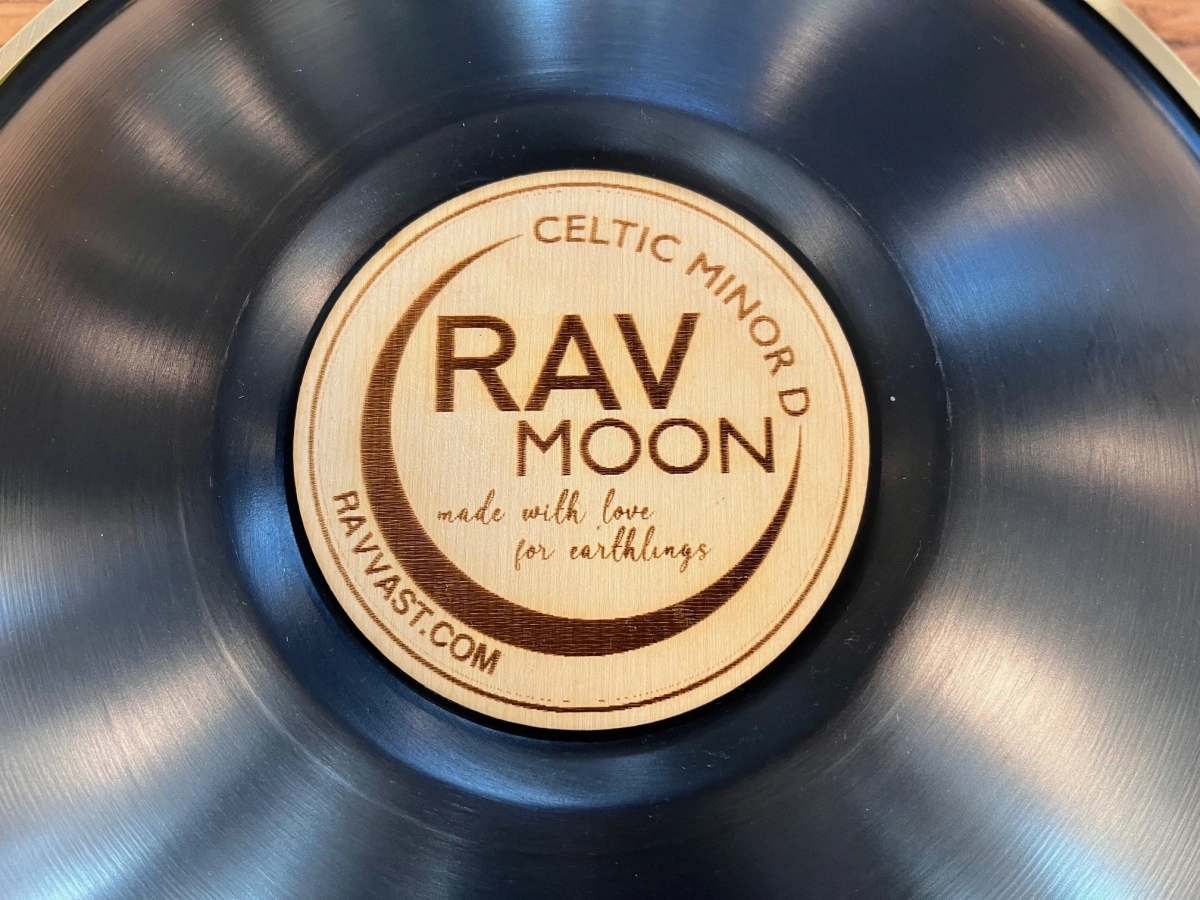 CELTIC MINOR D
RAV
MOON
made with love
for earthlings
RAVVAST.COM